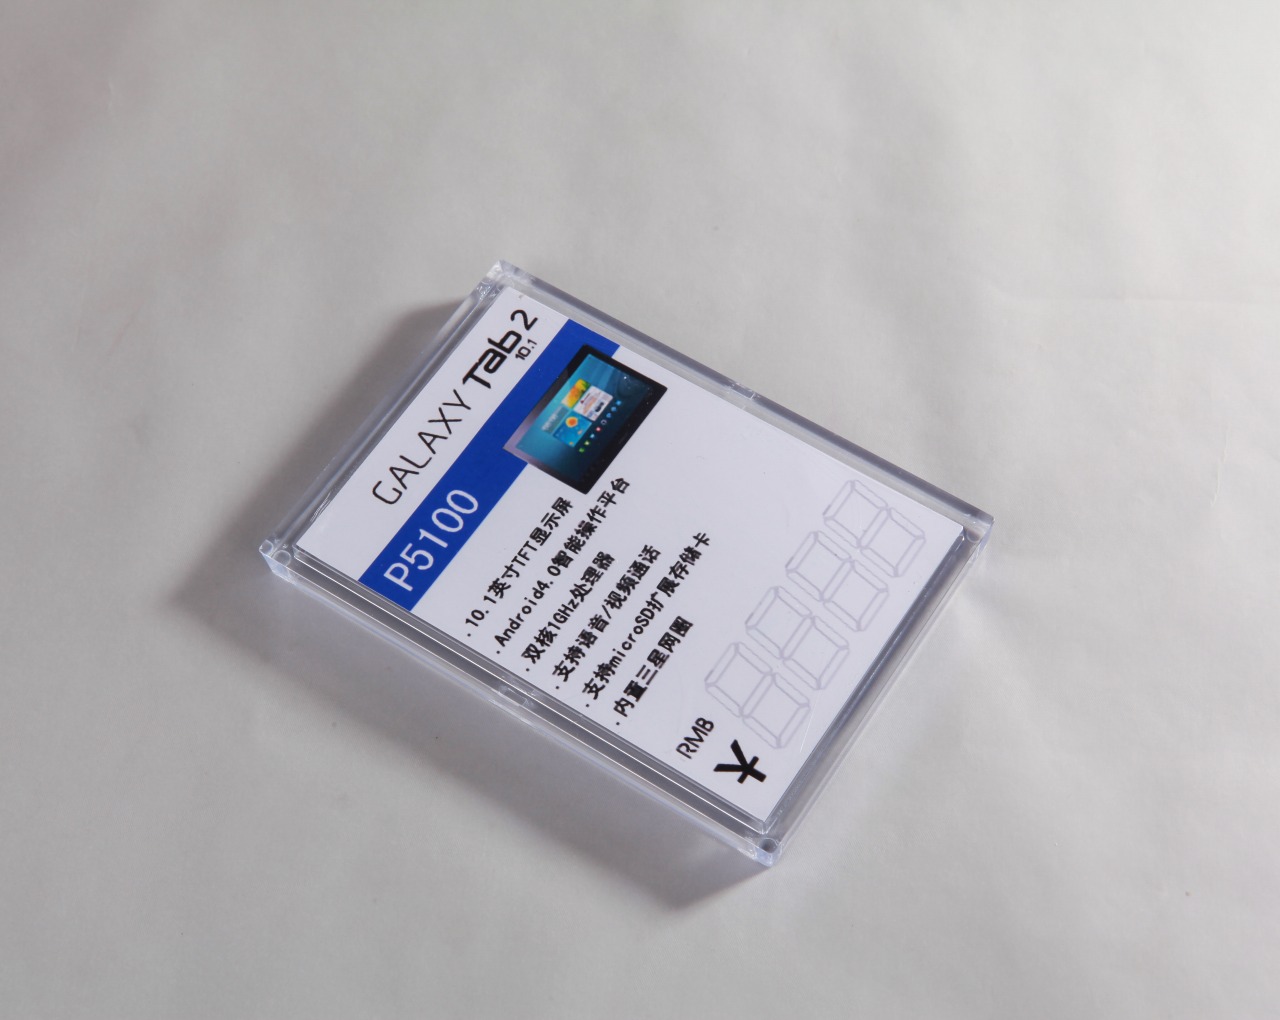 GALAXY Tab 2
10.1
P5100
.10.1英寸TFT显示屏
.Android4.0智能操作平台
.双核1GHz处理器
.支持语音/视频通话
.支持microSD扩展存储卡
.内置三星网圈
RMB
¥